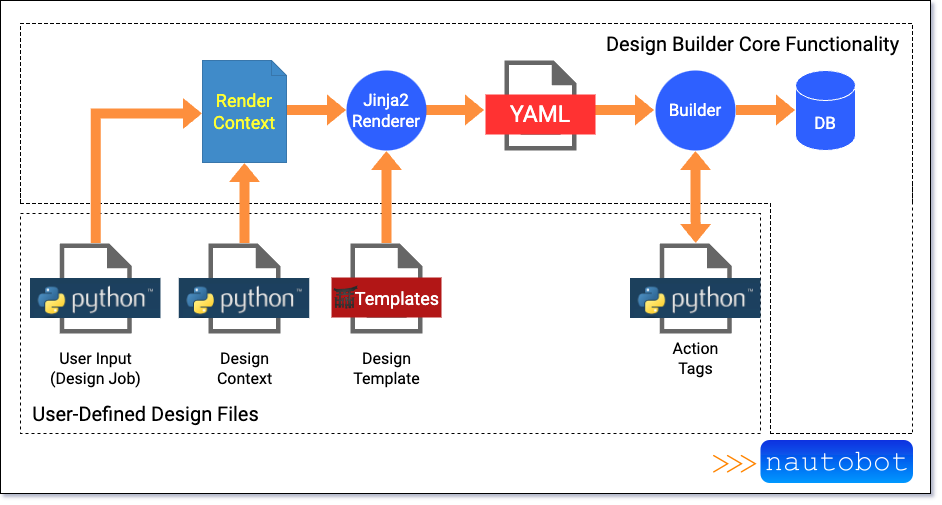 Design Builder Core Functionality
Render
Context
Jinja2
Renderer
YAML
Builder
DB
python™
python™
Templates
python™
User Input
(Design Job)
Design
Context
Design
Template
Action
Tags
User-Defined Design Files
>>>
nautobot